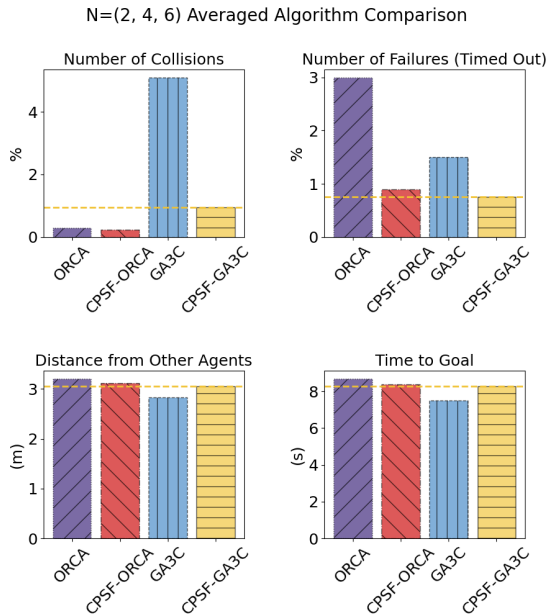 N=(2, 4, 6) Averaged Algorithm Comparison
Number of Collisions
%
4
2
0
ORCA
CPSF-ORCA
GA3C
CPSF-GA3C
Number of Failures (Timed Out)
%
3
2
1
0
ORCA
CPSF-ORCA
GA3C
CPSF-GA3C
Distance from Other Agents
(m)
3
2
1
0
ORCA
CPSF-ORCA
GA3C
CPSF-GA3C
Time to Goal
(s)
8
6
4
2
0
ORCA
CPSF-ORCA
GA3C
CPSF-GA3C